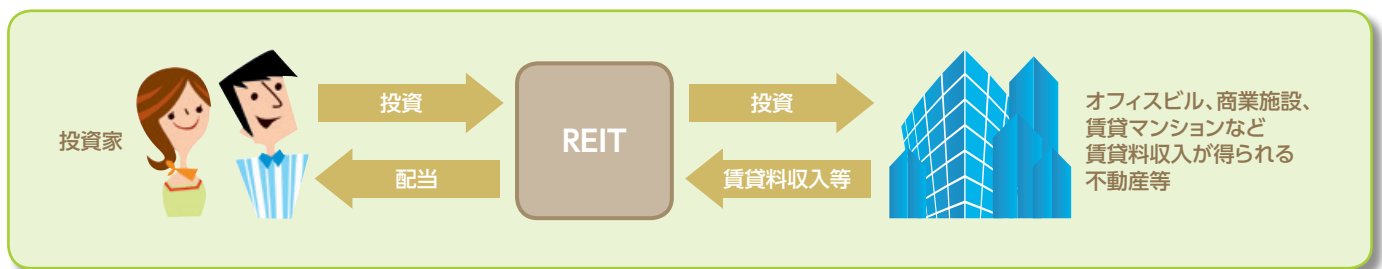 投資家
投資
配当
REIT
投資
賃貸料収入等
オフィスビル、商業施設、
賃貸マンションなど
賃貸料収入が得られる
不動産等